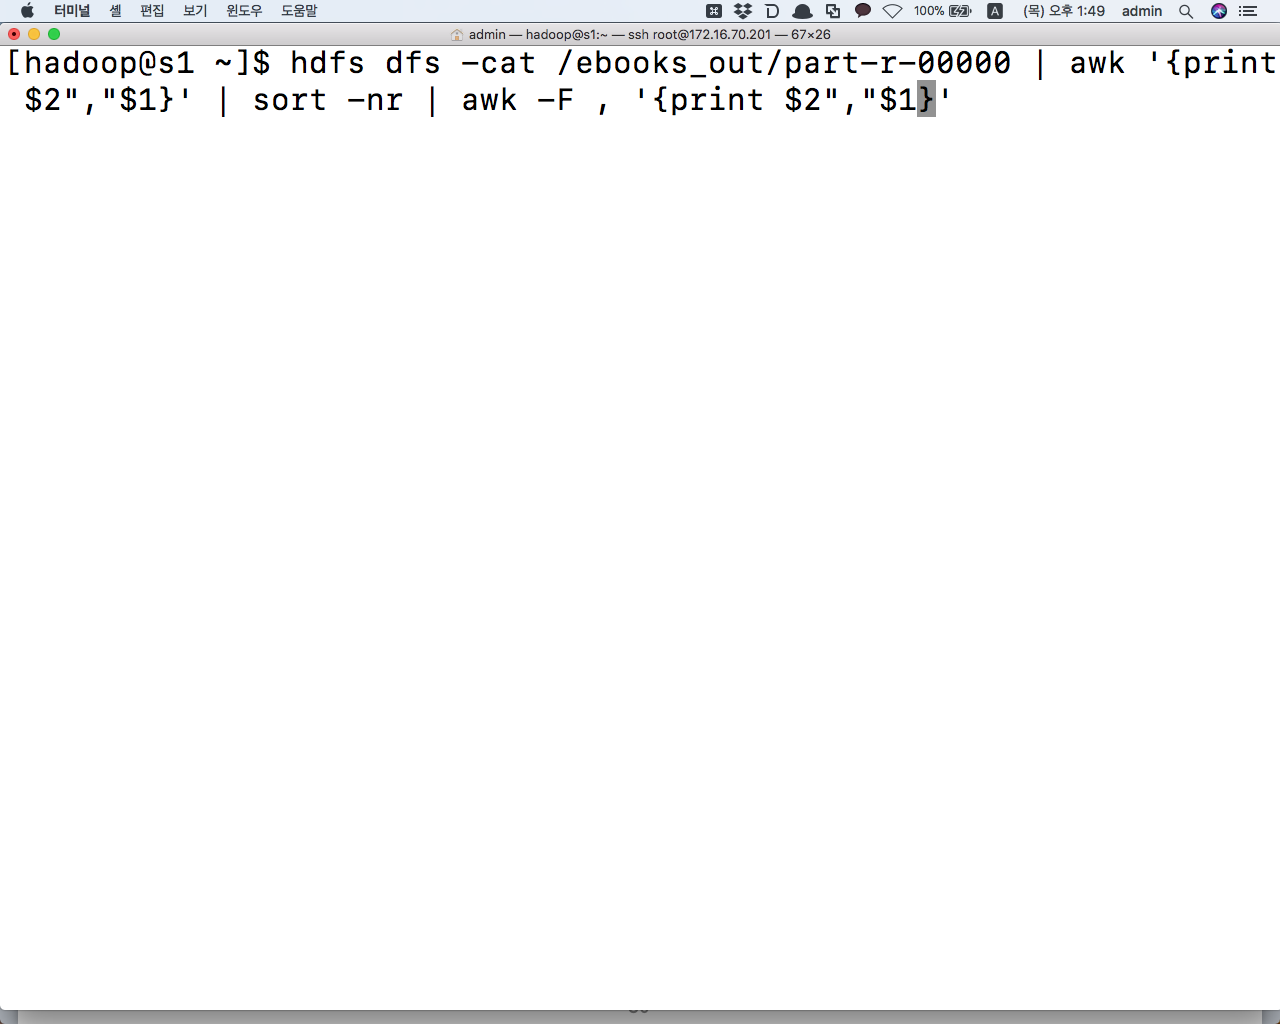 터미널 셸 편집 보기 윈도우 도움말 100% A (목) 오후 1:49 admin
admin — hadoop@s1:~ — ssh root@172.16.70.201 — 67×26
[hadoop@s1 ~]$ hdfs dfs -cat /ebooks_out/part-r-00000 | awk '{print
$2","$1}' | sort -nr | awk -F , '{print $2","$1}'